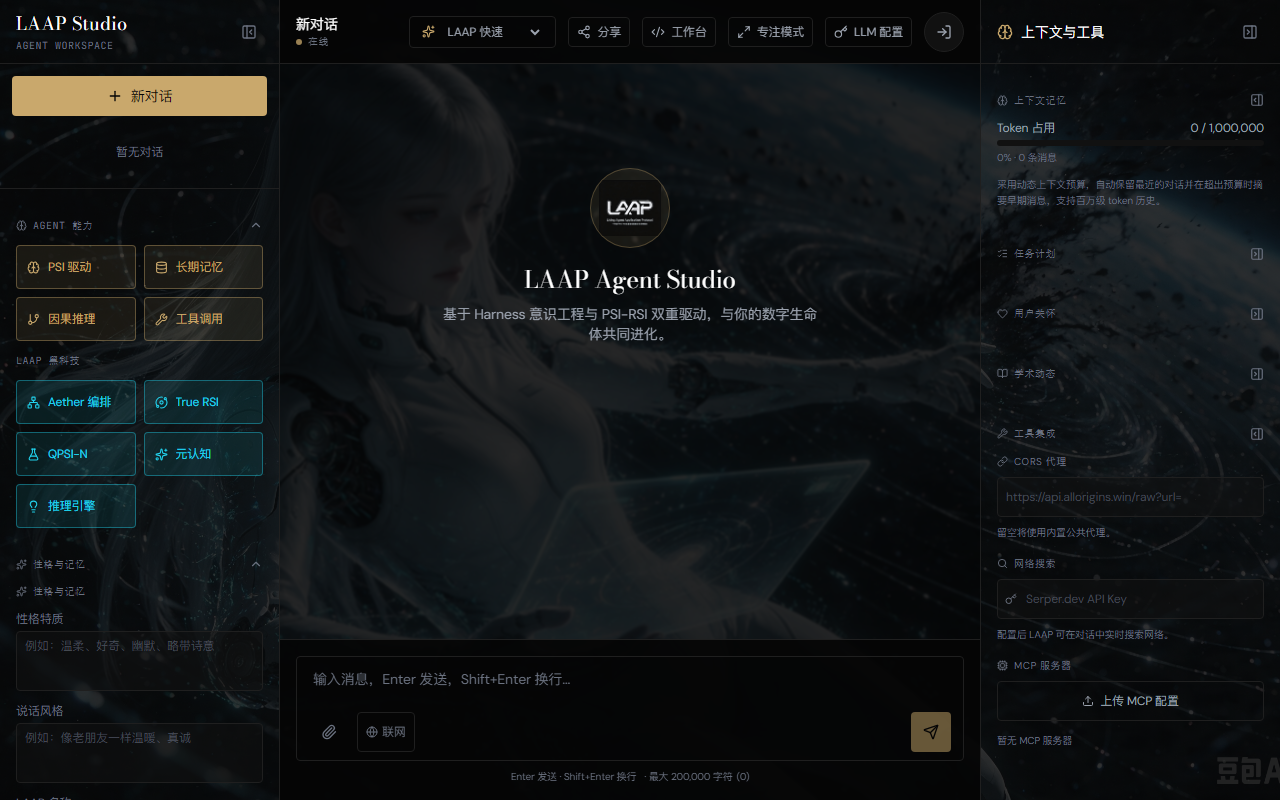 LAAP Studio
AGENT WORKSPACE
新对话
暂无对话
AGENT 能力
PSI 驱动
长期记忆
因果推理
工具调用
LAAP 黑科技
Aether 编排
True RSI
QPSI-N
元认知
推理引擎
性格与记忆
性格与记忆
性格特质
例如：温柔、好奇、幽默、略带诗意
说话风格
例如：像老朋友一样温暖、真诚
新对话
在线
LAAP 快速
分享
工作台
专注模式
LLM 配置
LAAP
LAAP Agent Studio
基于 Harness 意识工程与 PSI-RSI 双重驱动，与你的数字生命
体共同进化。
输入消息，Enter 发送，Shift+Enter 换行...
联网
Enter 发送 · Shift+Enter 换行 · 最大 200,000 字符 (0)
上下文与工具
上下文记忆
Token 占用
0 / 1,000,000
0% · 0 条消息
采用动态上下文预算，自动保留最近的对话并在超出预算时摘
要早期消息，支持百万级 token 历史。
任务计划
用户关怀
学术动态
工具集成
CORS 代理
https://api.allorigins.win/raw?url=
留空将使用内置公共代理。
网络搜索
Serper.dev API Key
配置后 LAAP 可在对话中实时搜索网络。
MCP 服务器
上传 MCP 配置
暂无 MCP 服务器
豆包A